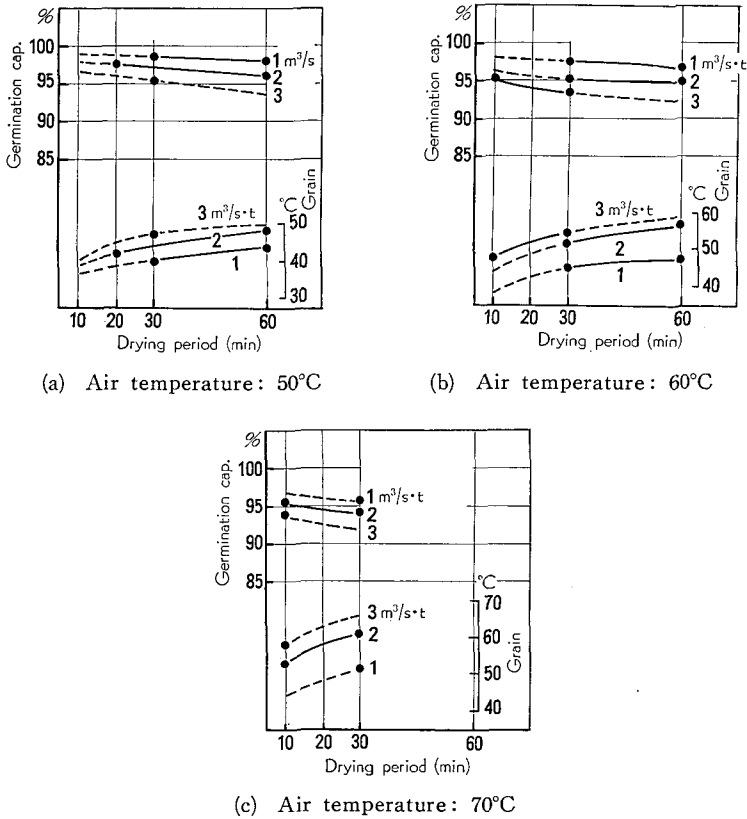 %
Germination cap.
100
95
90
85
1 m³/s
2
3
°C
Grain
3 m³/s·t
2
1
50
40
30
10 20 30 60
Drying period (min)
(a) Air temperature: 50°C
%
Germination cap.
100
95
90
85
1 m³/s·t
2
3
°C
Grain
3 m³/s·t
2
1
60
50
40
10 20 30 60
Drying period (min)
(b) Air temperature: 60°C
%
Germination cap.
100
95
90
85
1 m³/s·t
2
3
°C
Grain
3 m³/s·t
2
1
70
60
50
40
10 20 30 60
Drying period (min)
(c) Air temperature: 70°C